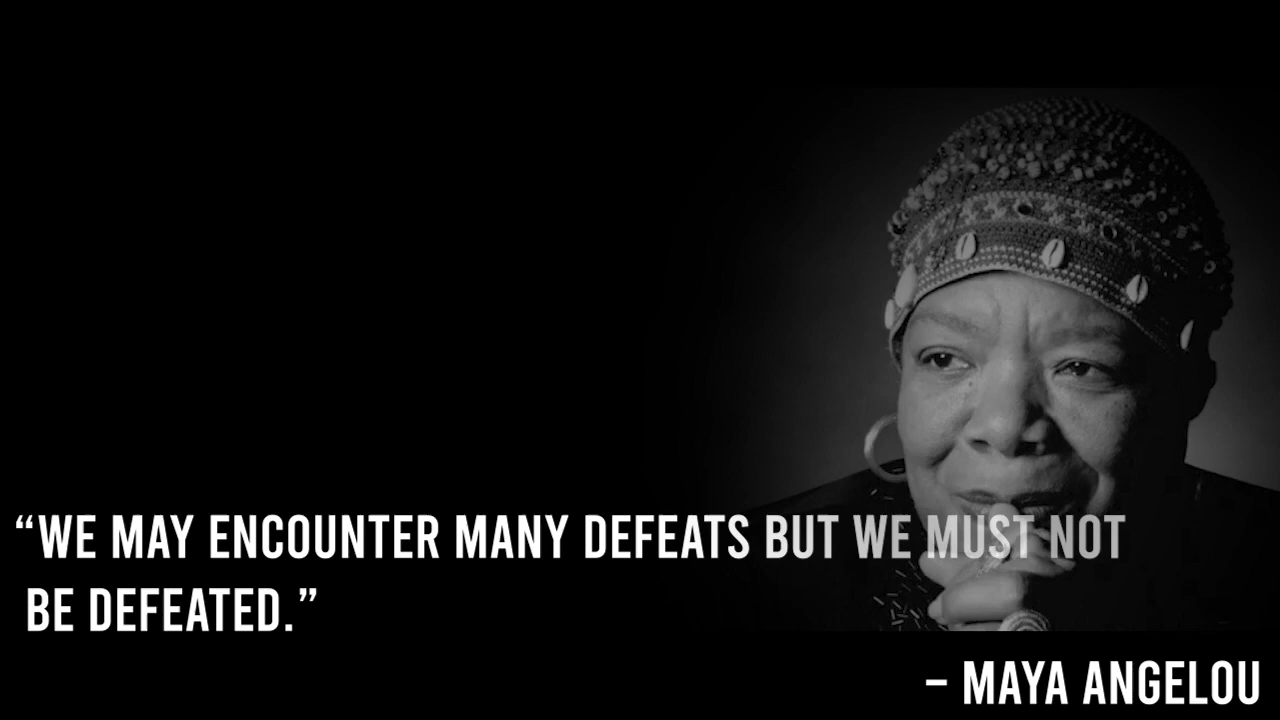 “WE MAY ENCOUNTER MANY DEFEATS BUT WE MUST NOT
BE DEFEATED.”
– MAYA ANGELOU